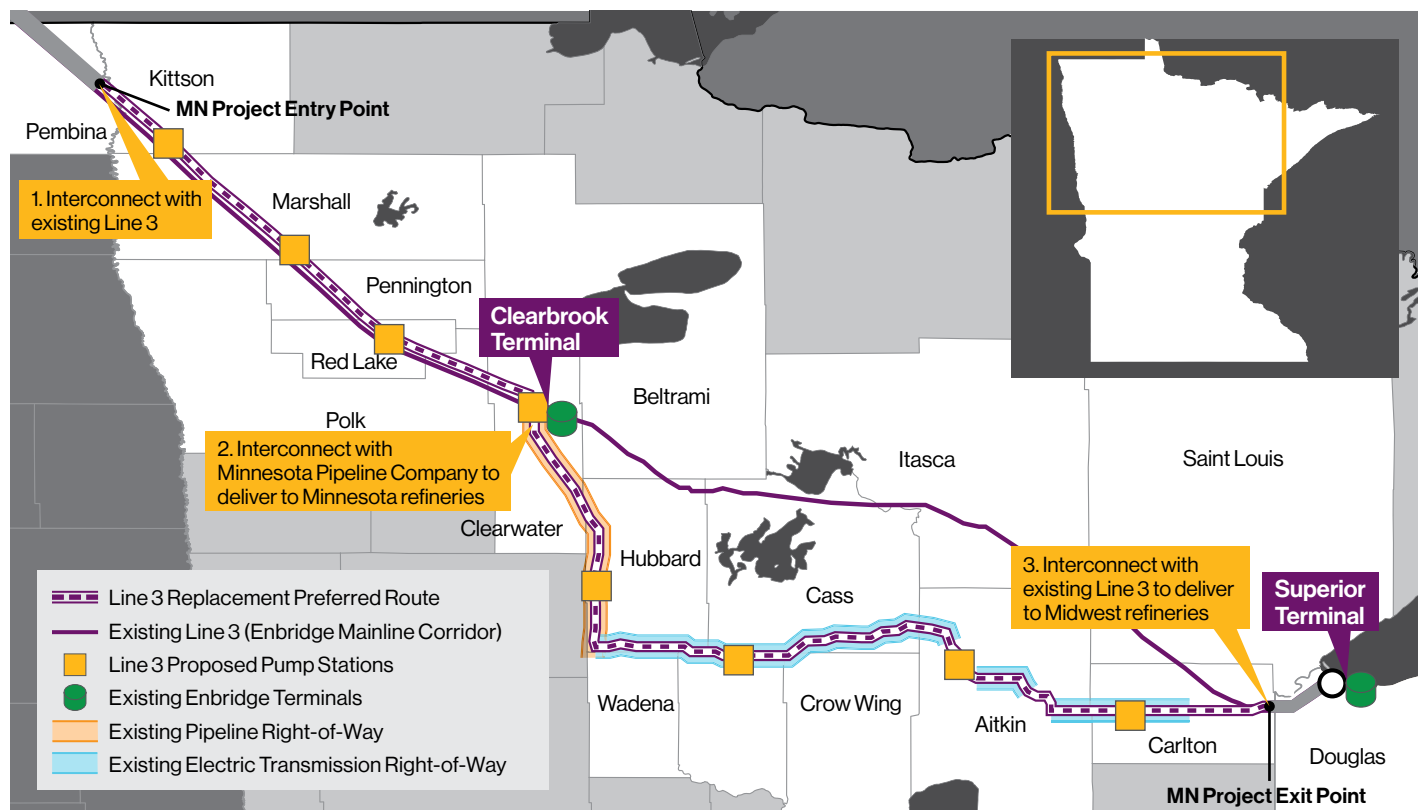 Kittson
MN Project Entry Point
Pembina
1. Interconnect with
existing Line 3
Marshall
Pennington
Clearbrook
Terminal
Red Lake
Beltrami
Polk
2. Interconnect with
Minnesota Pipeline Company to
deliver to Minnesota refineries
Itasca
Saint Louis
Clearwater
Hubbard
Cass
3. Interconnect with
existing Line 3 to deliver
to Midwest refineries
Superior
Terminal
Wadena
Crow Wing
Aitkin
Carlton
Douglas
MN Project Exit Point
Line 3 Replacement Preferred Route
Existing Line 3 (Enbridge Mainline Corridor)
Line 3 Proposed Pump Stations
Existing Enbridge Terminals
Existing Pipeline Right-of-Way
Existing Electric Transmission Right-of-Way